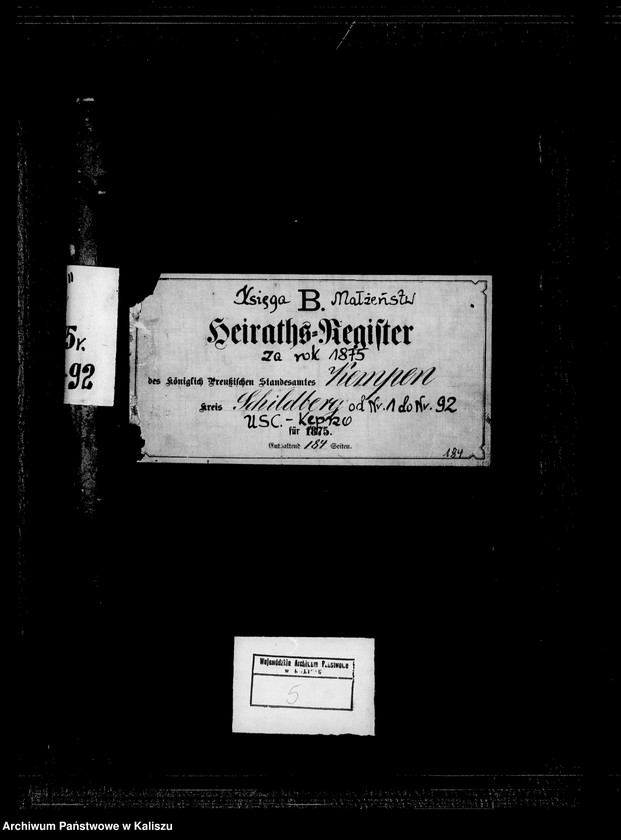 "
5r.
-92
Księga B. Małżeństw
Heiraths-Register
za rok 1875
des Königlich Preußischen Standesamtes Kempen
Kreis Schildberg od Nr. 1 do Nr. 92
USC. - Kępno
für 1875.
Enthaltend 184 Seiten.
184
Wojewódzkie Archiwum Państwowe
5
Archiwum Państwowe w Kaliszu